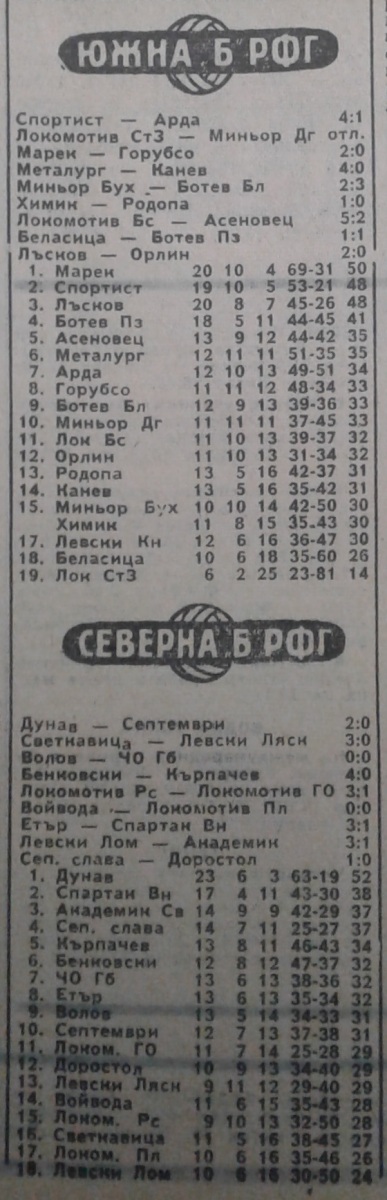 ЮЖНА „Б" РФГ
Спортист — Арда 4:1
Локомотив СтЗ — Миньор Дг отл.
Марек — Горубсо 2:0
Металург — Канев 4:0
Миньор Бух — Ботев Бл 2:3
Химик — Родопа 1:0
Локомотив Бс — Асеновец 5:2
Беласица — Ботев Пз 1:1
Лъсков — Орлин 2:0
1. Марек 20 10 4 69-31 50
2. Спортист 19 10 5 53-21 48
3. Лъсков 20 8 7 45-26 48
4. Ботев Пз 18 5 11 44-45 41
5. Асеновец 13 9 12 44-42 35
6. Металург 12 11 11 51-35 35
7. Арда 12 10 13 49-51 34
8. Горубсо 11 11 12 48-34 33
9. Ботев Бл 12 9 13 39-36 33
10. Миньор Дг 11 11 11 37-45 33
11. Лок Бс 11 10 13 39-37 32
12. Орлин 11 10 13 31-34 32
13. Родопа 13 5 16 42-37 31
14. Канев 13 5 16 35-42 31
15. Миньор Бух 10 10 14 42-50 30
Химик 11 8 15 35-43 30
17. Левски Кн 12 6 16 36-47 30
18. Беласица 10 6 18 35-60 26
19. Лок СтЗ 6 2 25 23-81 14
СЕВЕРНА „Б" РФГ
Дунав — Септември 2:0
Светкавица — Левски Ляск 3:0
Волов — ЧО Гб 0:0
Бенковски — Кърпачев 4:0
Локомотив Рс — Локомотив ГО 3:1
Войвода — Локомотив Пл 0:0
Етър — Спартак Вн 3:1
Левски Лом — Академик 3:1
Сеп. слава — Доростол 1:0
1. Дунав 23 6 3 63-19 52
2. Спартак Вн 17 4 11 43-30 38
3. Академик Св 14 9 9 42-29 37
4. Сеп. слава 14 7 11 25-27 37
5. Кърпачев 13 8 11 46-43 34
6. Бенковски 12 8 12 47-37 32
7. ЧО Гб 13 6 13 38-36 32
8. Етър 13 6 13 35-34 32
9. Волов 13 5 14 34-33 31
10. Септември 12 7 13 37-38 31
11. Локом. ГО 11 7 14 25-28 29
12. Доростол 10 9 13 34-40 29
13. Левски Ляск 9 11 12 29-40 29
14. Войвода 11 6 15 35-43 28
15. Локом. Рс 9 10 13 32-50 28
16. Светкавица 11 5 16 38-45 27
17. Локом. Пл 10 6 16 35-46 26
18. Левски Лом 10 6 16 30-50 24